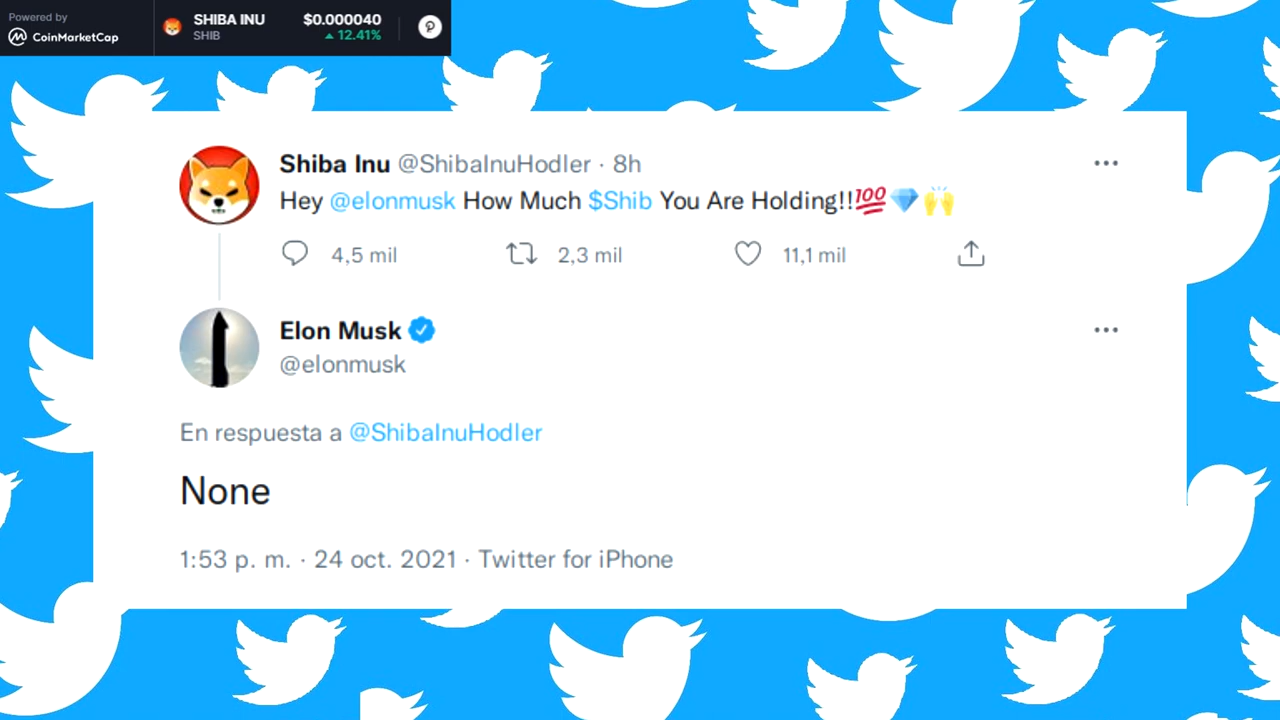 Powered by
CoinMarketCap
SHIBA INU
SHIB
$0.000040
▲ 12.41%
Shiba Inu @ShibaInuHodler · 8h
Hey @elonmusk How Much $Shib You Are Holding!!💯💎🙌
4,5 mil 2,3 mil 11,1 mil
Elon Musk
@elonmusk
En respuesta a @ShibaInuHodler
None
1:53 p. m. · 24 oct. 2021 · Twitter for iPhone